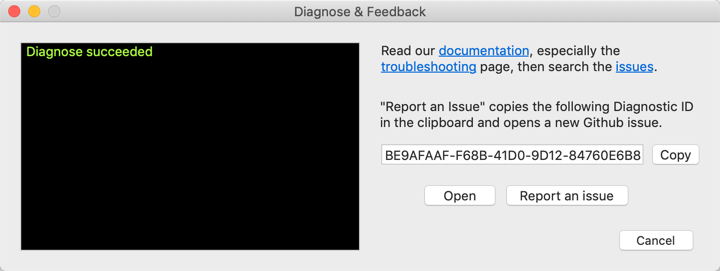 Diagnose & Feedback
Diagnose succeeded
Read our documentation, especially the
troubleshooting page, then search the issues.
"Report an Issue" copies the following Diagnostic ID
in the clipboard and opens a new Github issue.
BE9AFAAF-F68B-41D0-9D12-84760E6B8
Copy
Open
Report an issue
Cancel